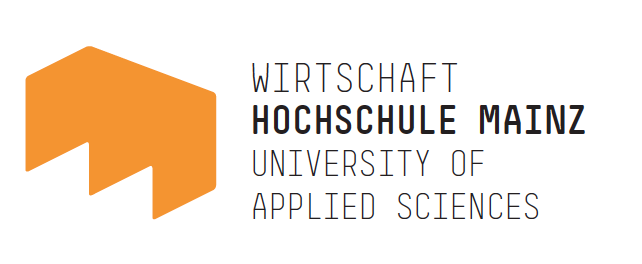 WIRTSCHAFT
HOCHSCHULE MAINZ
UNIVERSITY OF
APPLIED SCIENCES